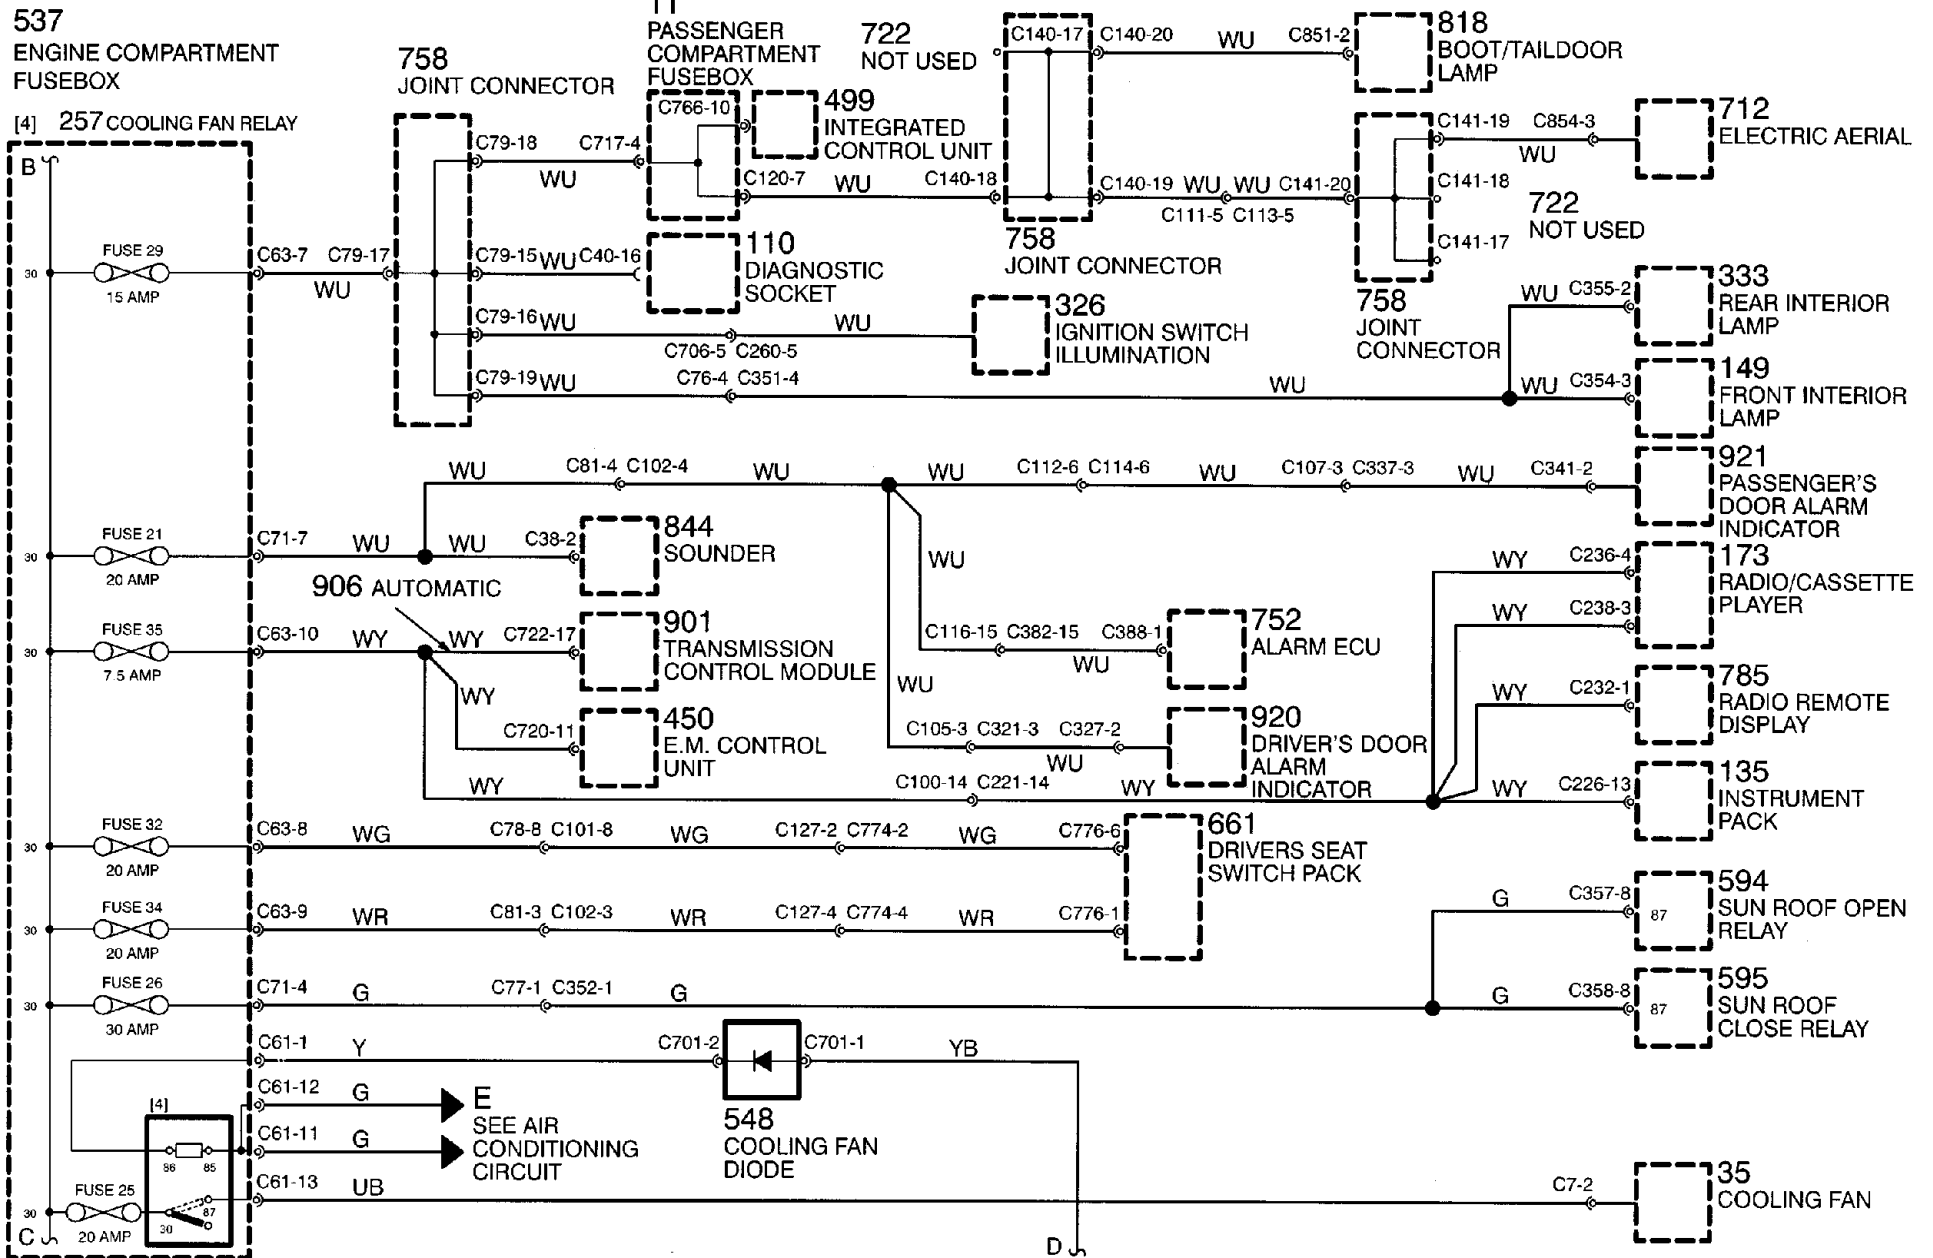 537
ENGINE COMPARTMENT
FUSEBOX
[4] 257 COOLING FAN RELAY
758
JOINT CONNECTOR
PASSENGER
COMPARTMENT
FUSEBOX
C766-10
499
INTEGRATED
CONTROL UNIT
722
NOT USED
C140-17
C140-20
WU
C851-2
818
BOOT/TAILDOOR
LAMP
B
C79-18
C717-4
WU
C120-7
WU
C140-18
C140-19
WU
WU
C141-20
C111-5
C113-5
758
JOINT CONNECTOR
C141-19
C854-3
WU
C141-18
C141-17
722
NOT USED
712
ELECTRIC AERIAL
758
JOINT
CONNECTOR
30
FUSE 29
15 AMP
C63-7
C79-17
WU
C79-15
WU
C40-16
110
DIAGNOSTIC
SOCKET
C79-16
WU
C706-5
C260-5
WU
326
IGNITION SWITCH
ILLUMINATION
C79-19
WU
C76-4
C351-4
WU
WU
C355-2
333
REAR INTERIOR
LAMP
WU
C354-3
149
FRONT INTERIOR
LAMP
WU
C81-4
C102-4
WU
WU
C112-6
C114-6
WU
C107-3
C337-3
WU
C341-2
921
PASSENGER'S
DOOR ALARM
INDICATOR
30
FUSE 21
20 AMP
C71-7
WU
WU
C38-2
844
SOUNDER
WU
906 AUTOMATIC
C116-15
C382-15
C388-1
WU
752
ALARM ECU
WU
C105-3
C321-3
C327-2
WU
920
DRIVER'S DOOR
ALARM
INDICATOR
30
FUSE 35
7.5 AMP
C63-10
WY
WY
C722-17
901
TRANSMISSION
CONTROL MODULE
WY
C720-11
450
E.M. CONTROL
UNIT
WY
C100-14
C221-14
WY
WY
C236-4
173
RADIO/CASSETTE
PLAYER
WY
C238-3
WY
C232-1
785
RADIO REMOTE
DISPLAY
WY
C226-13
135
INSTRUMENT
PACK
30
FUSE 32
20 AMP
C63-8
WG
C78-8
C101-8
WG
C127-2
C774-2
WG
C776-6
661
DRIVERS SEAT
SWITCH PACK
30
FUSE 34
20 AMP
C63-9
WR
C81-3
C102-3
WR
C127-4
C774-4
WR
C776-1
30
FUSE 26
30 AMP
C71-4
G
C77-1
C352-1
G
G
C357-8
87
594
SUN ROOF OPEN
RELAY
G
C358-8
87
595
SUN ROOF
CLOSE RELAY
C61-1
Y
C701-2
C701-1
YB
548
COOLING FAN
DIODE
C61-12
G
E
SEE AIR
CONDITIONING
CIRCUIT
C61-11
G
[4]
86
85
C61-13
UB
C7-2
35
COOLING FAN
30
FUSE 25
20 AMP
30
87
C
D